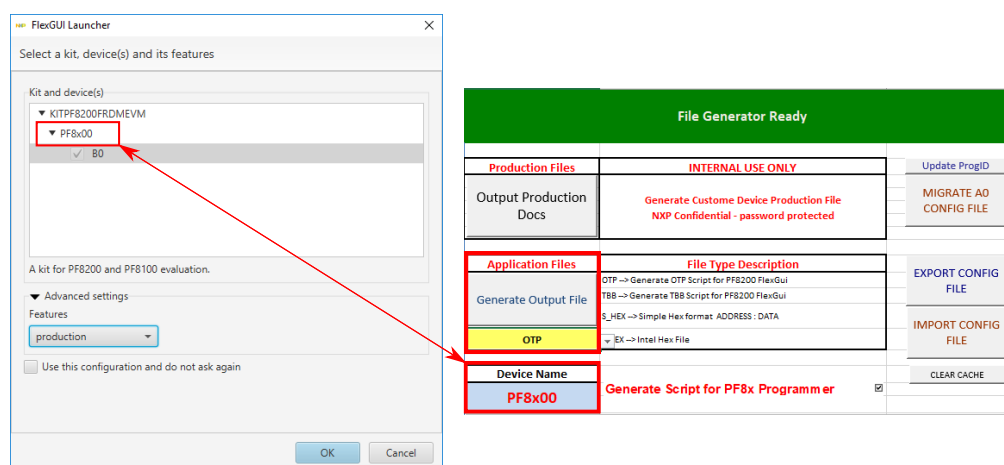 FlexGUI Launcher
Select a kit, device(s) and its features
Kit and device(s)
KITPF8200FRDMEVM
PF8x00
B0
A kit for PF8200 and PF8100 evaluation.
Advanced settings
Features
production
Use this configuration and do not ask again
OK
Cancel
File Generator Ready
Production Files
INTERNAL USE ONLY
Update ProgID
Output Production
Docs
Generate Custome Device Production File
NXP Confidential - password protected
MIGRATE A0
CONFIG FILE
Application Files
File Type Description
Generate Output File
OTP --> Generate OTP Script for PF8200 FlexGui
TBB --> Generate TBB Script for PF8200 FlexGui
S_HEX --> Simple Hex format ADDRESS : DATA
EX --> Intel Hex File
OTP
EXPORT CONFIG
FILE
IMPORT CONFIG
FILE
Device Name
PF8x00
Generate Script for PF8x Programmer
CLEAR CACHE